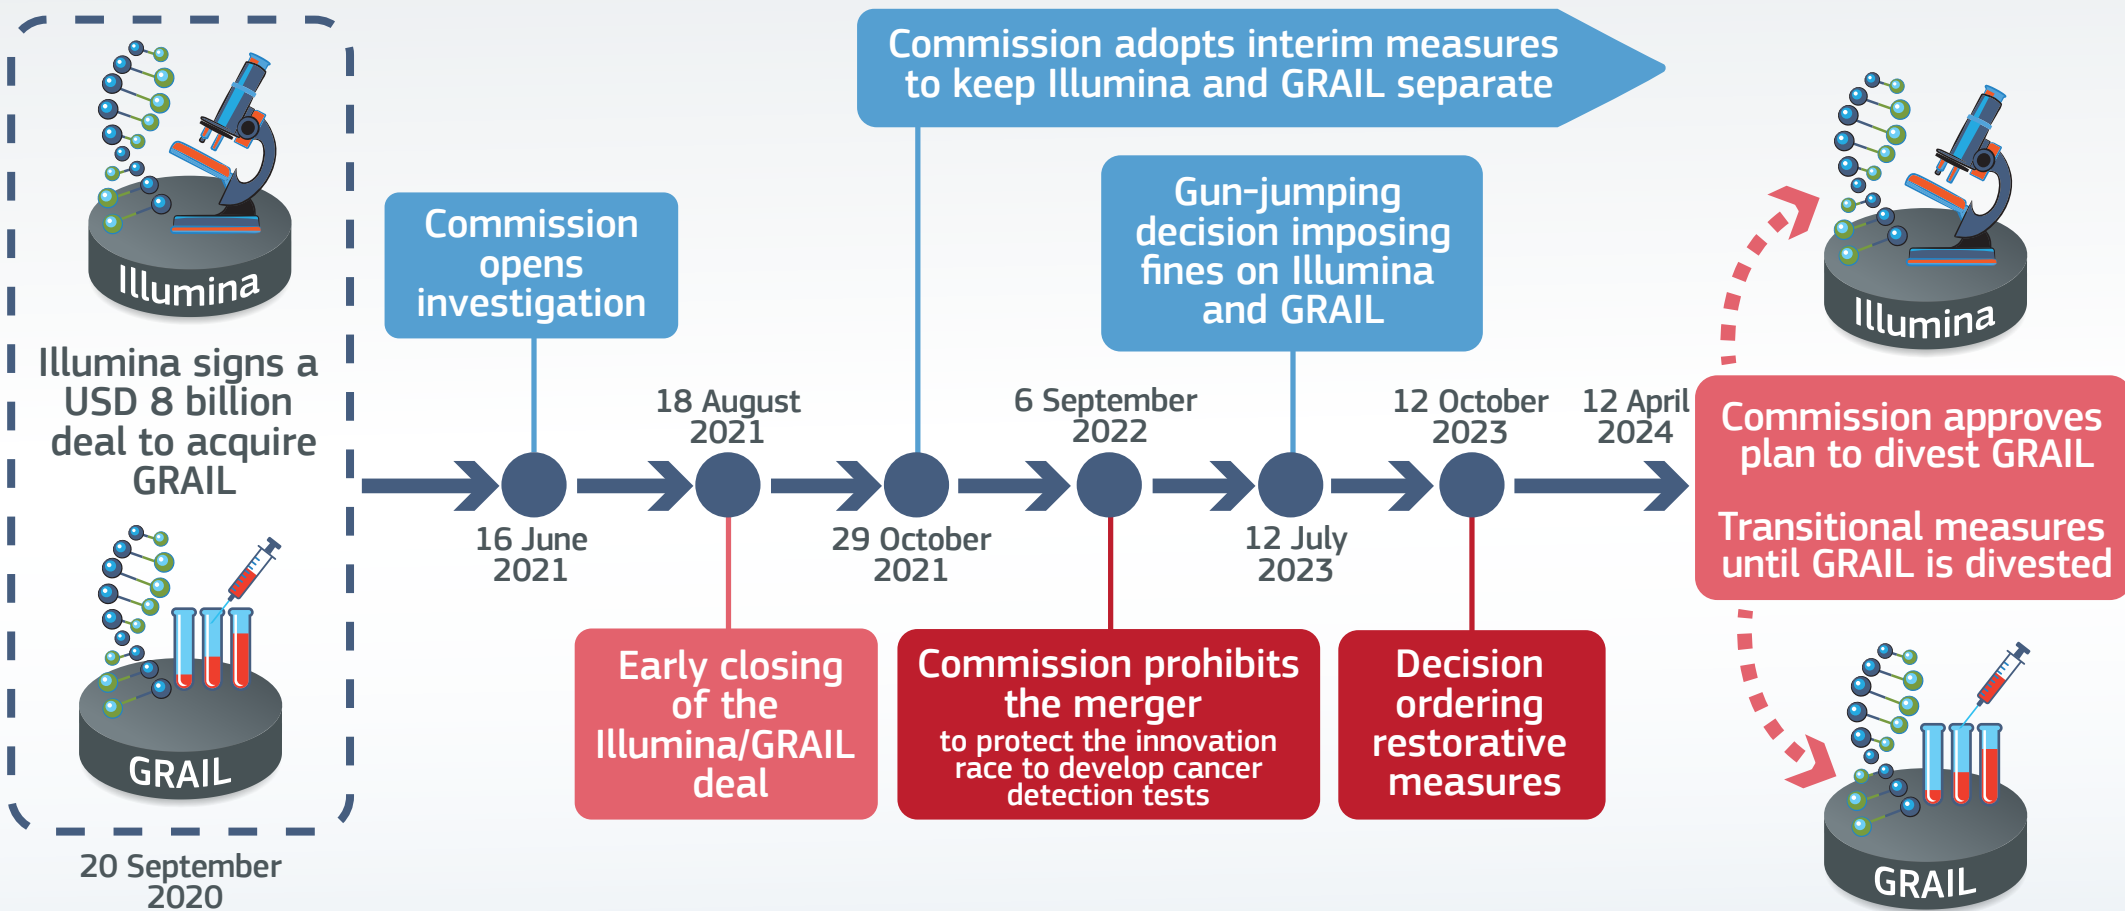 Illumina
Illumina signs a
USD 8 billion
deal to acquire
GRAIL
GRAIL
20 September
2020
Commission
opens
investigation
16 June
2021
18 August
2021
Early closing
of the
Illumina/GRAIL
deal
Commission adopts interim measures
to keep Illumina and GRAIL separate
29 October
2021
6 September
2022
Commission prohibits
the merger
to protect the innovation
race to develop cancer
detection tests
Gun-jumping
decision imposing
fines on Illumina
and GRAIL
12 July
2023
12 October
2023
Decision
ordering
restorative
measures
12 April
2024
Commission approves
plan to divest GRAIL
Transitional measures
until GRAIL is divested
Illumina
GRAIL